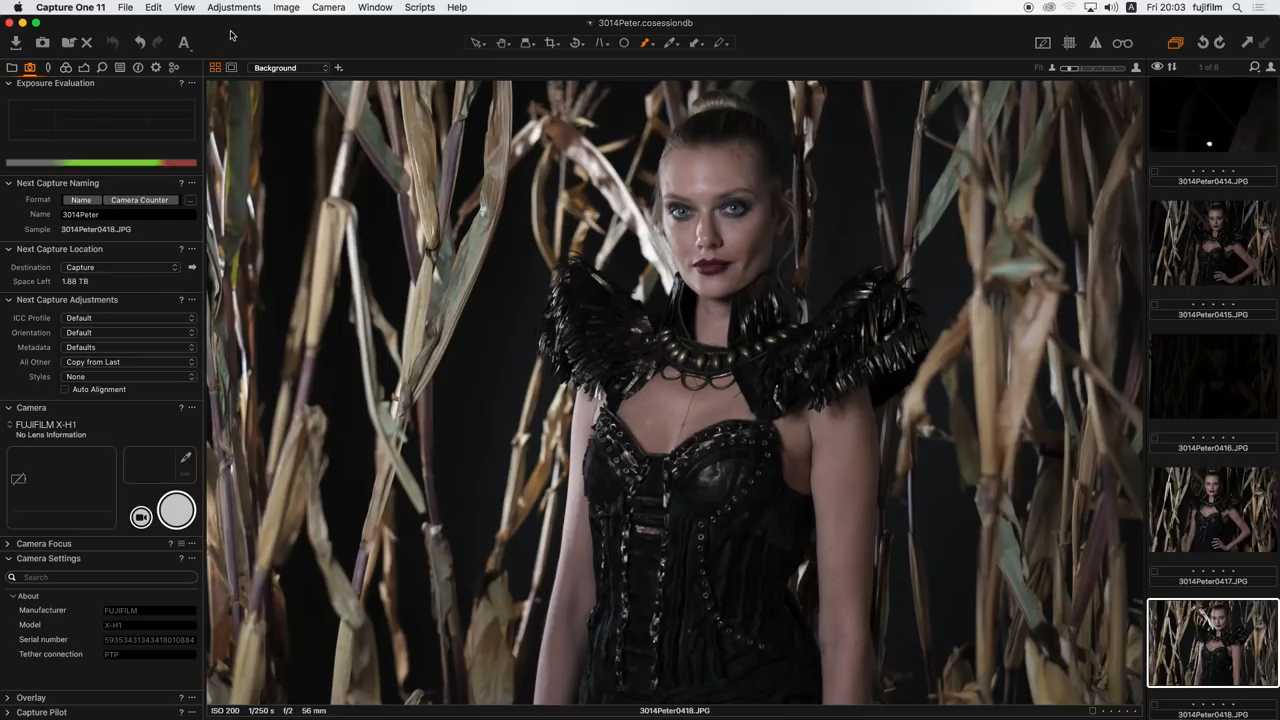 Capture One 11 File Edit View Adjustments Image Camera Window Scripts Help A Fri 20:03 fujifilm
3014Peter.cosessiondb
Background
Fit
1 of 6
Exposure Evaluation ? ...
Next Capture Naming ? ...
Format Name Camera Counter ...
Name 3014Peter
Sample 3014Peter0418.JPG
Next Capture Location ? ...
Destination Capture
Space Left 1.88 TB
Next Capture Adjustments ? ...
ICC Profile Default
Orientation Default
Metadata Defaults
All Other Copy from Last
Styles None
Auto Alignment
Camera ? ...
FUJIFILM X-H1
No Lens Information
Set
Camera Focus ? ...
Camera Settings ? ...
Search
About
Manufacturer FUJIFILM
Model X-H1
Serial number 59353431343418010884
Tether connection PTP
Overlay ? ...
Capture Pilot ? ...
ISO 200 1/250 s f/2 56 mm
3014Peter0418.JPG
3014Peter0414.JPG
3014Peter0415.JPG
3014Peter0416.JPG
3014Peter0417.JPG
3014Peter0418.JPG